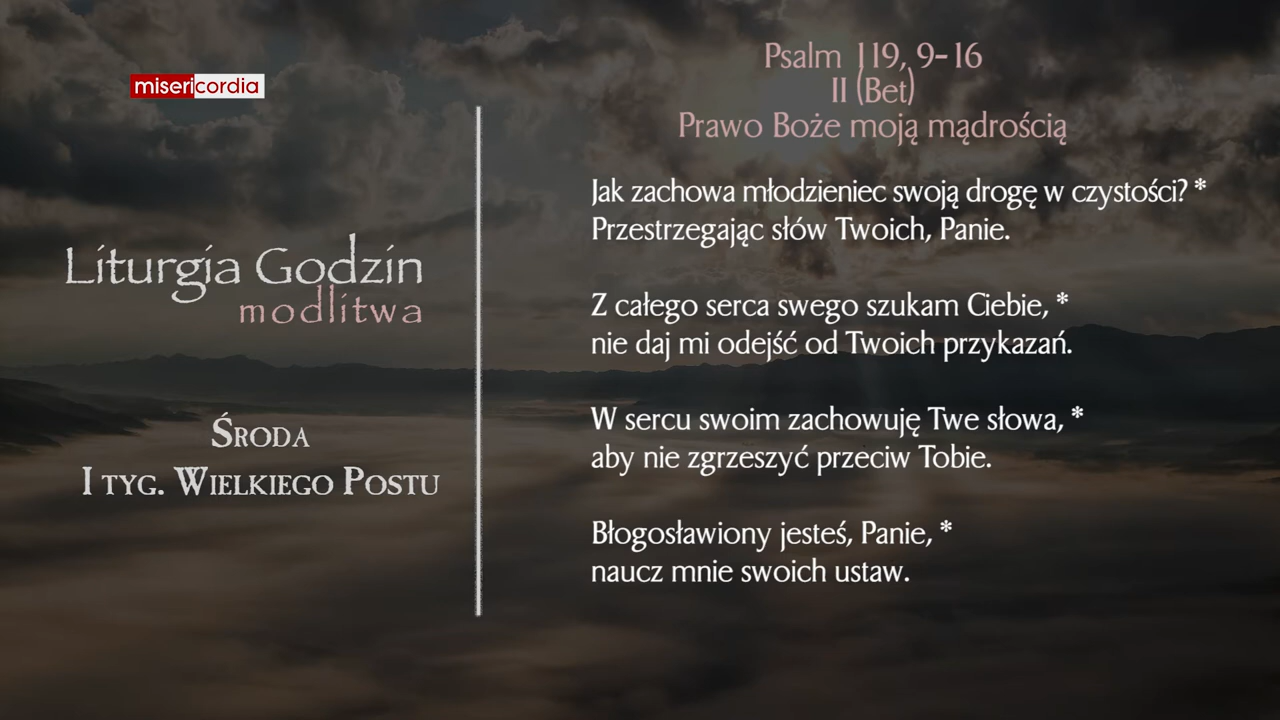 misericordia
Liturgia Godzin
modlitwa
Środa
I tyg. Wielkiego Postu
Psalm 119, 9-16
II (Bet)
Prawo Boże moją mądrością
Jak zachowa młodzieniec swoją drogę w czystości? *
Przestrzegając słów Twoich, Panie.
Z całego serca swego szukam Ciebie, *
nie daj mi odejść od Twoich przykazań.
W sercu swoim zachowuję Twe słowa, *
aby nie zgrzeszyć przeciw Tobie.
Błogosławiony jesteś, Panie, *
naucz mnie swoich ustaw.